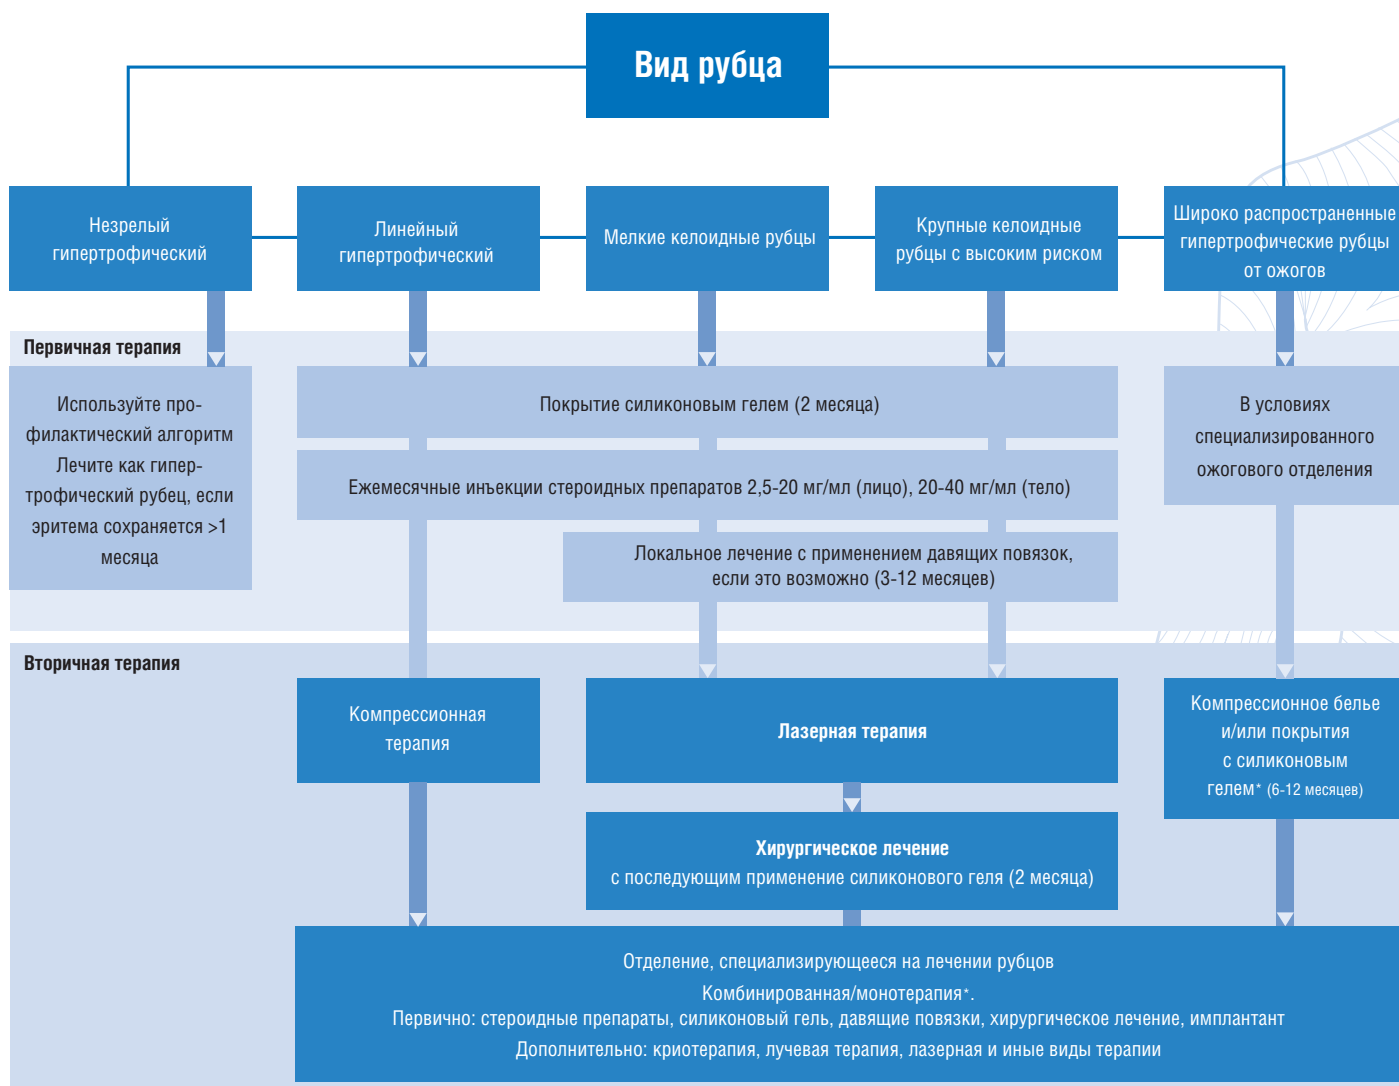 Вид рубца
Незрелый
гипертрофический
Линейный
гипертрофический
Мелкие келоидные рубцы
Крупные келоидные
рубцы с высоким риском
Широко распространенные
гипертрофические рубцы
от ожогов
Первичная терапия
Используйте про-
филактический алгоритм
Лечите как гипер-
трофический рубец, если
эритема сохраняется >1
месяца
Покрытие силиконовым гелем (2 месяца)
Ежемесячные инъекции стероидных препаратов 2,5-20 мг/мл (лицо), 20-40 мг/мл (тело)
Локальное лечение с применением давящих повязок,
если это возможно (3-12 месяцев)
В условиях
специализированного
ожогового отделения
Вторичная терапия
Компрессионная
терапия
Лазерная терапия
Хирургическое лечение
с последующим применение силиконового геля (2 месяца)
Компрессионное белье
и/или покрытия
с силиконовым
гелем* (6-12 месяцев)
Отделение, специализирующееся на лечении рубцов
Комбинированная/монотерапия*.
Первично: стероидные препараты, силиконовый гель, давящие повязки, хирургическое лечение, имплантант
Дополнительно: криотерапия, лучевая терапия, лазерная и иные виды терапии